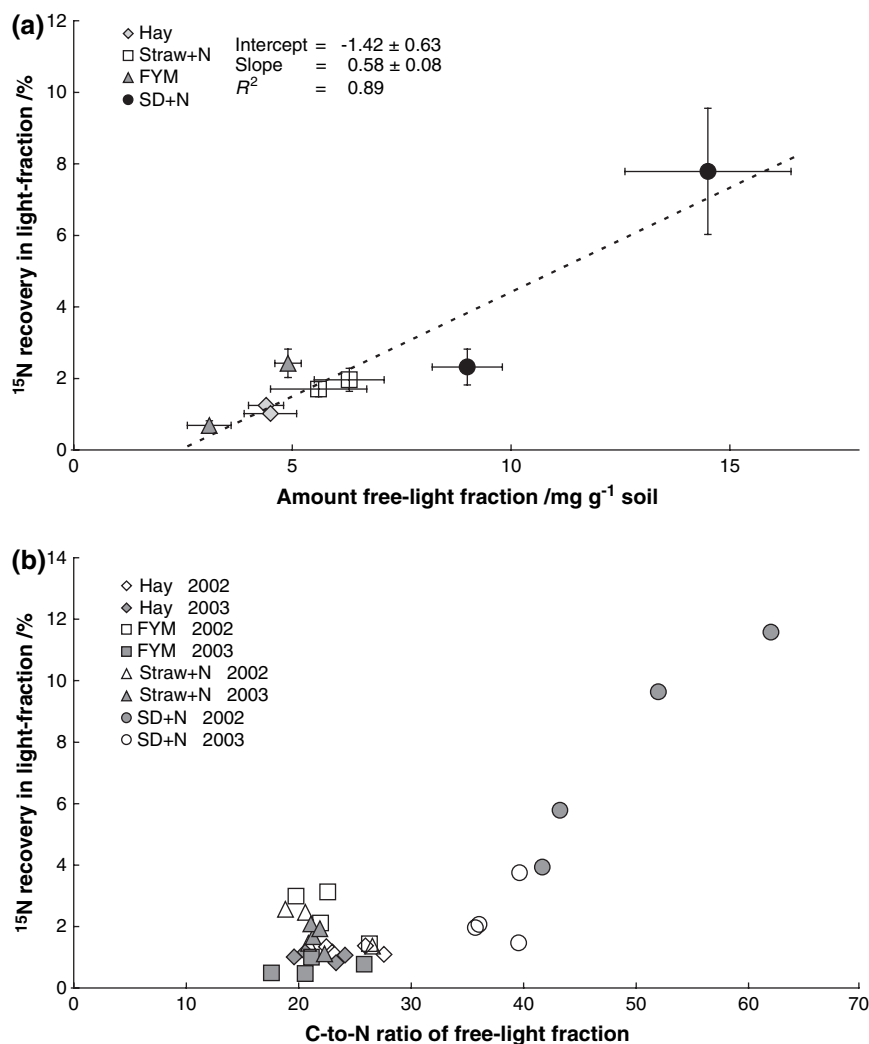 (a)
12
10
8
6
4
2
0
¹⁵N recovery in light-fraction /%
Hay
Straw+N
FYM
SD+N
Intercept = -1.42 ± 0.63
Slope = 0.58 ± 0.08
R² = 0.89
0 5 10 15
Amount free-light fraction /mg g⁻¹ soil
(b)
14
12
10
8
6
4
2
0
¹⁵N recovery in light-fraction /%
Hay 2002
Hay 2003
FYM 2002
FYM 2003
Straw+N 2002
Straw+N 2003
SD+N 2002
SD+N 2003
0 10 20 30 40 50 60 70
C-to-N ratio of free-light fraction